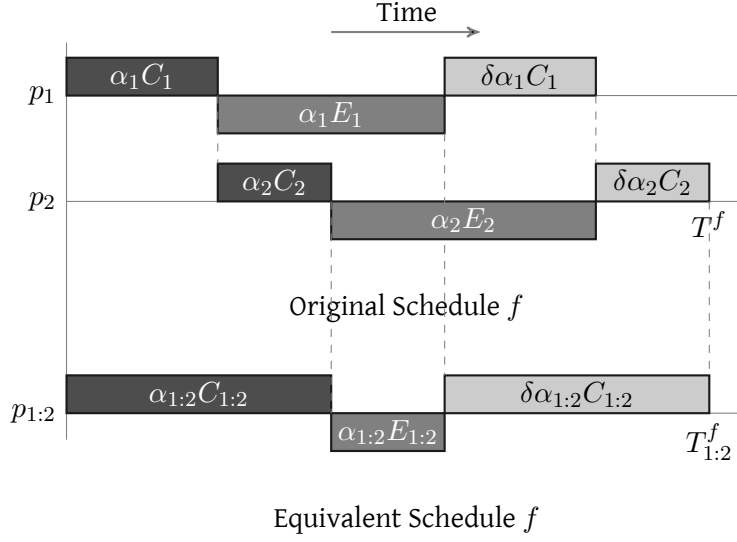 Time
α₁C₁
δα₁C₁
p₁
α₁E₁
α₂C₂
δα₂C₂
p₂
α₂E₂
T^f
Original Schedule f
α₁:₂C₁:₂
δα₁:₂C₁:₂
p₁:₂
α₁:₂E₁:₂
T^f₁:₂
Equivalent Schedule f